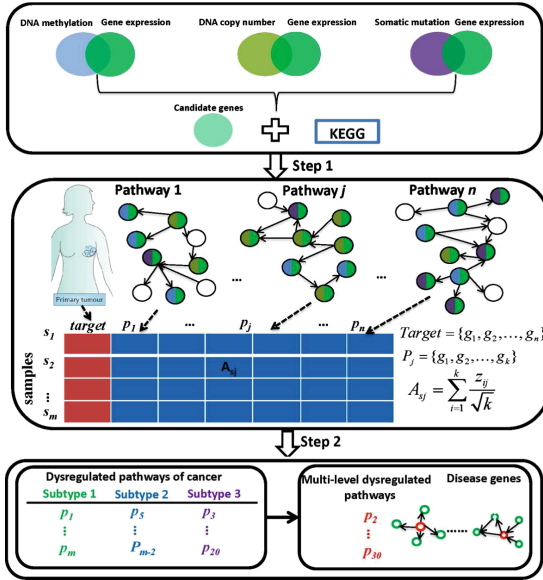 DNA methylation Gene expression DNA copy number Gene expression Somatic mutation Gene expression
Candidate genes
KEGG
Step 1
Pathway 1 Pathway j Pathway n
... ...
Primary tumour
target p1 ... pj ... pn
samples
s1
s2
⋮
sm
Asj
Target = {g1, g2, ..., gn}
Pj = {g1, g2, ..., gk}
Asj = ∑ i=1 k zij / √k
Step 2
Dysregulated pathways of cancer
Subtype 1 Subtype 2 Subtype 3
p1 p5 p3
⋮ ⋮ ⋮
pm Pm-2 p20
Multi-level dysregulated Disease genes
pathways
p2
⋮
p30
......